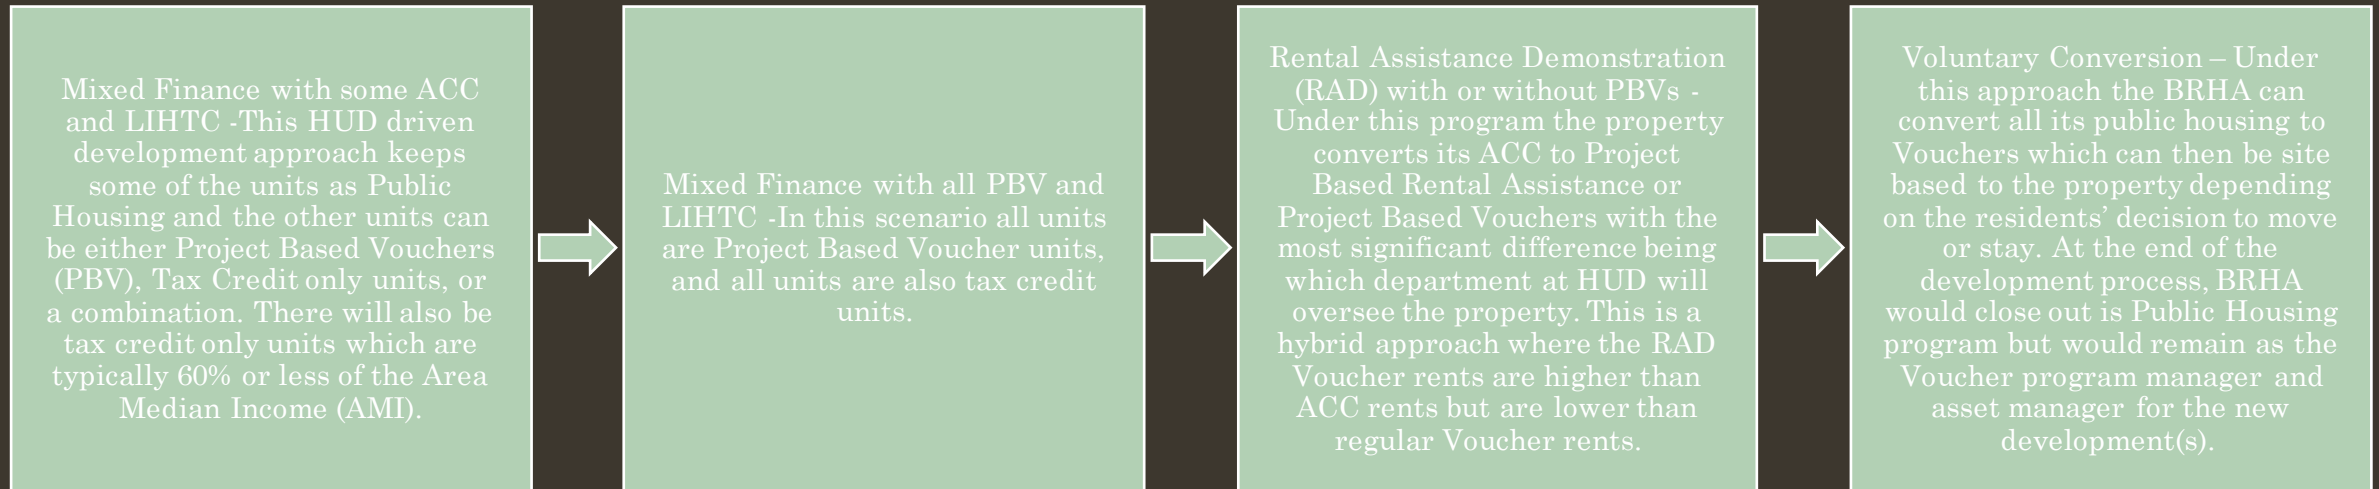 Mixed Finance with some ACC
and LIHTC -This HUD driven
development approach keeps
some of the units as Public
Housing and the other units can
be either Project Based Vouchers
(PBV), Tax Credit only units, or
a combination. There will also be
tax credit only units which are
typically 60% or less of the Area
Median Income (AMI).
Mixed Finance with all PBV and
LIHTC -In this scenario all units
are Project Based Voucher units,
and all units are also tax credit
units.
Rental Assistance Demonstration
(RAD) with or without PBVs -
Under this program the property
converts its ACC to Project
Based Rental Assistance or
Project Based Vouchers with the
most significant difference being
which department at HUD will
oversee the property. This is a
hybrid approach where the RAD
Voucher rents are higher than
ACC rents but are lower than
regular Voucher rents.
Voluntary Conversion – Under
this approach the BRHA can
convert all its public housing to
Vouchers which can then be site
based to the property depending
on the residents’ decision to move
or stay. At the end of the
development process, BRHA
would close out is Public Housing
program but would remain as the
Voucher program manager and
asset manager for the new
development(s).